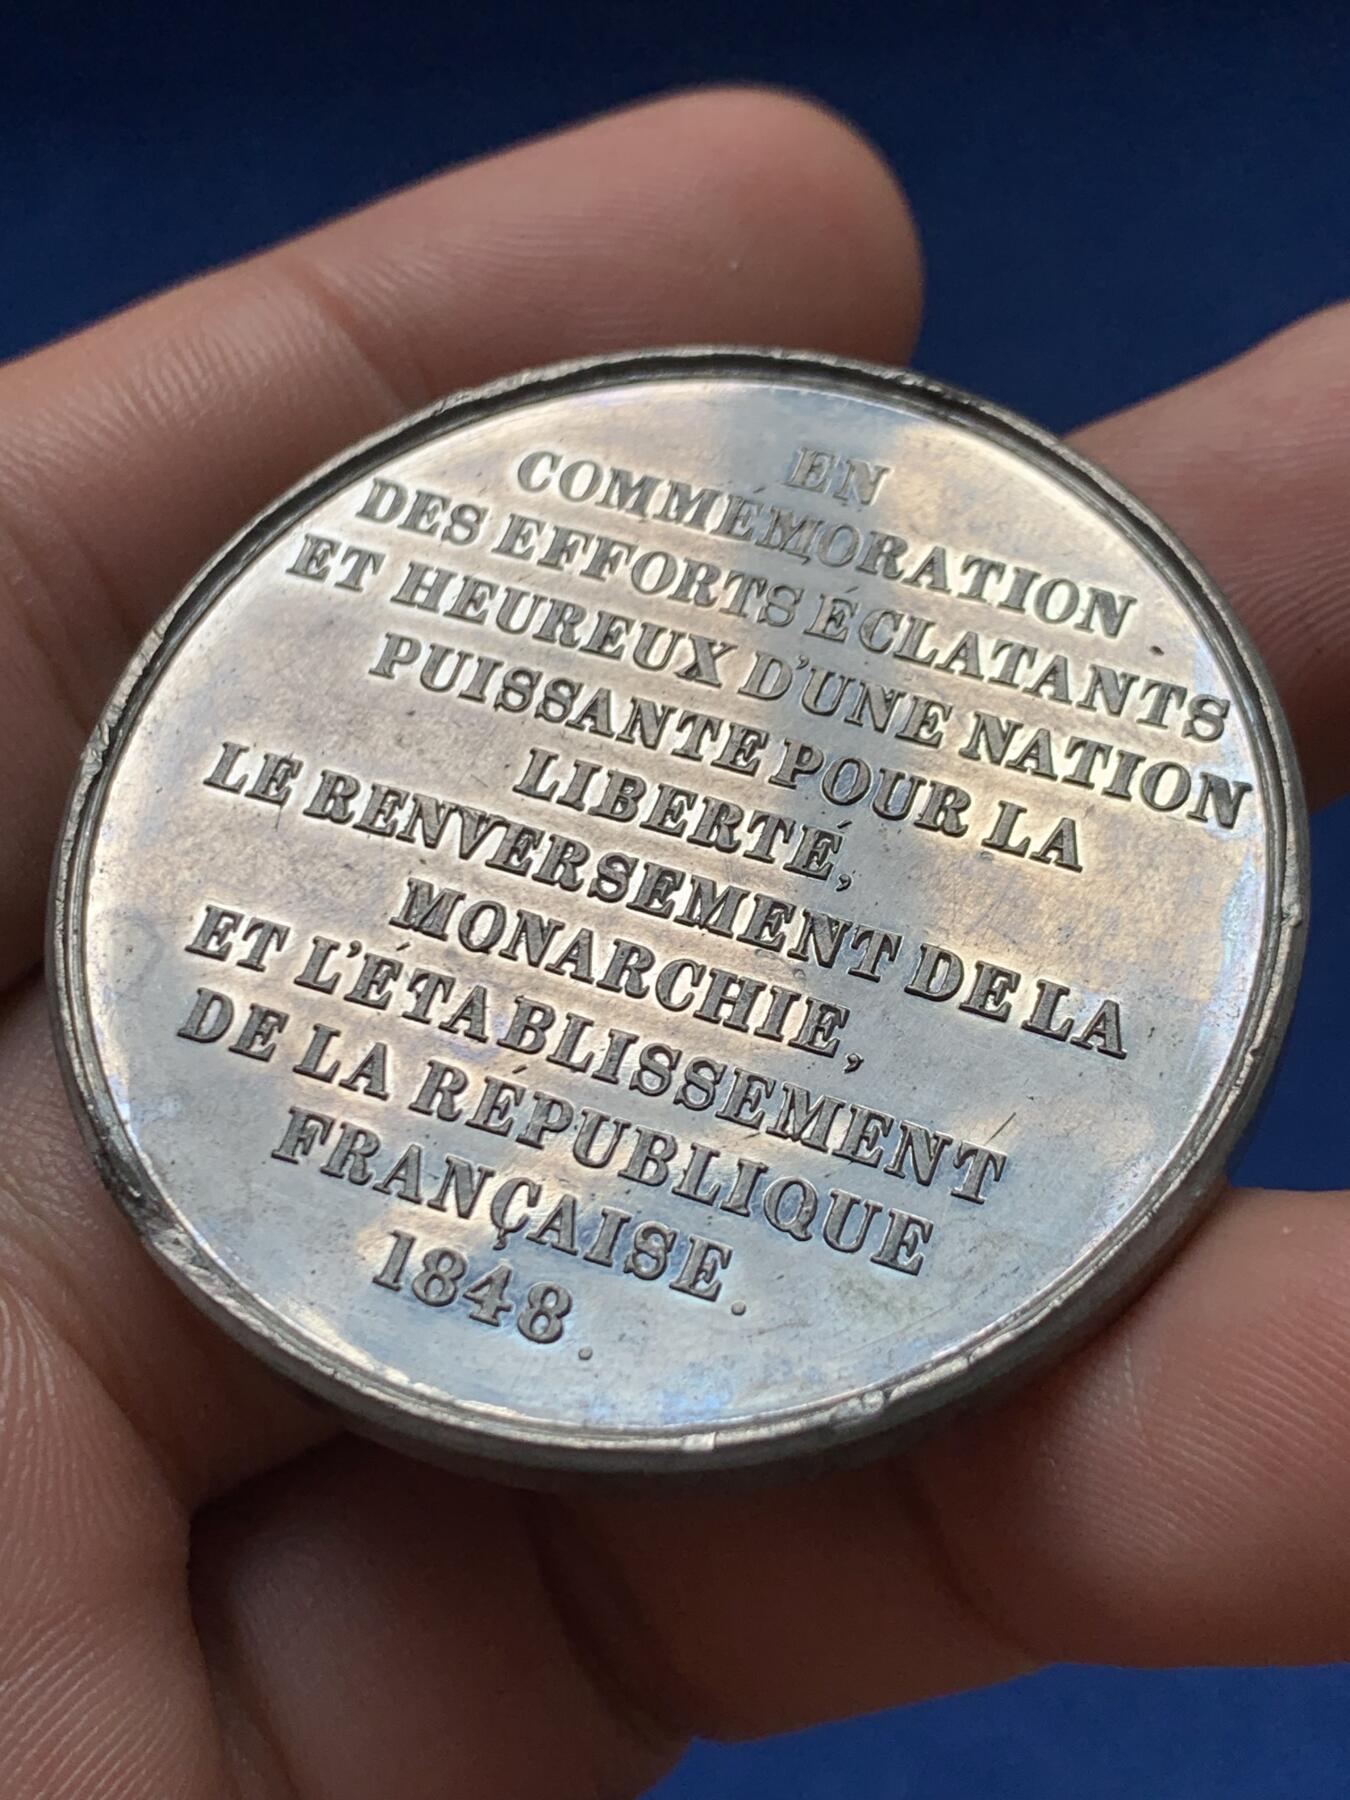 EN
COMMÉMORATION
DES EFFORTS ÉCLATANTS
ET HEUREUX D'UNE NATION
PUISSANTE POUR LA
LIBERTÉ,
LE RENVERSEMENT DE LA
MONARCHIE,
ET L'ÉTABLISSEMENT
DE LA RÉPUBLIQUE
FRANÇAISE.
1848.